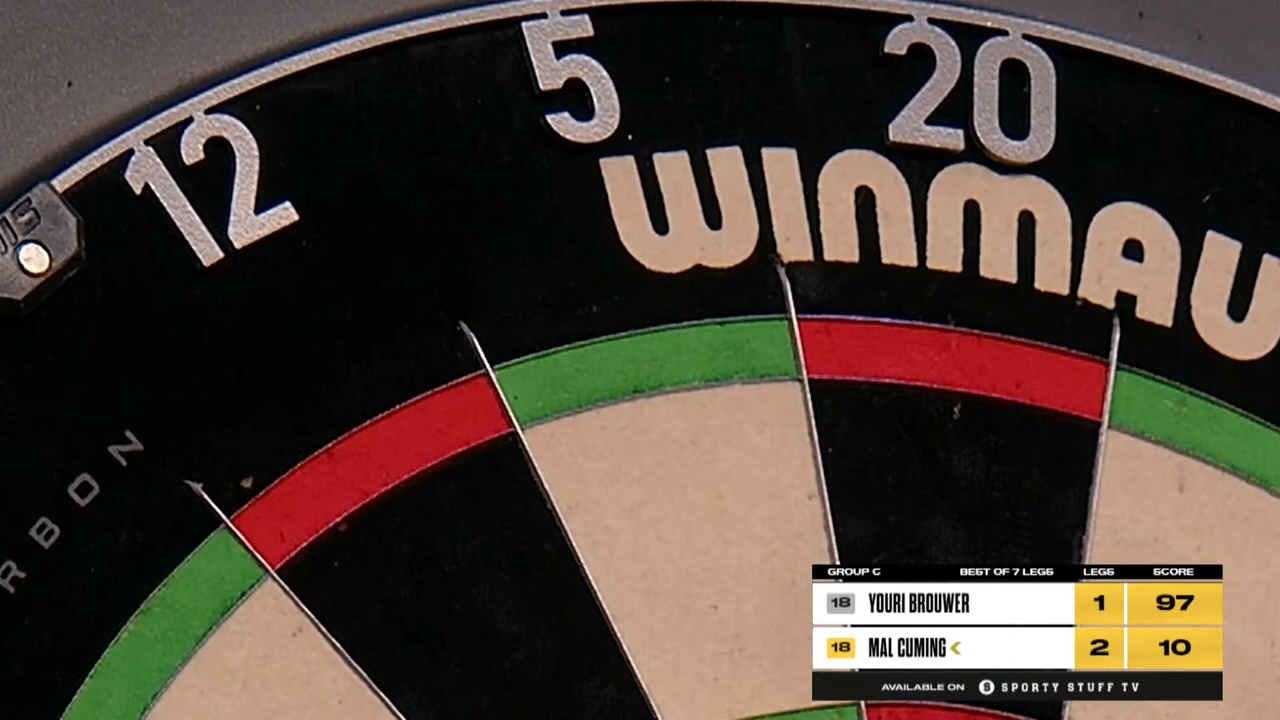 5
20
12
WINMAU
RBON
GROUP C BEST OF 7 LEGS LEGS SCORE
18 YOURI BROUWER 1 97
18 MAL CUMING 2 10
AVAILABLE ON S SPORTY STUFF TV